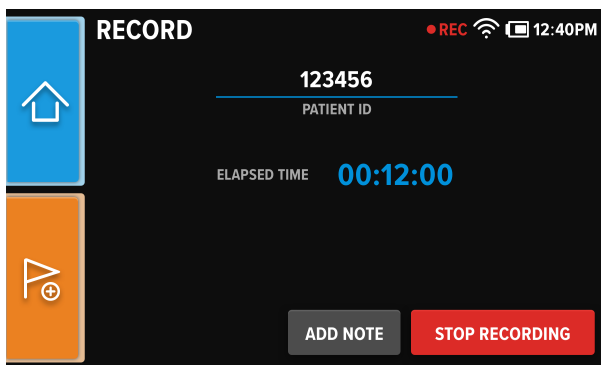 RECORD
REC 12:40PM
123456
PATIENT ID
ELAPSED TIME 00:12:00
ADD NOTE
STOP RECORDING